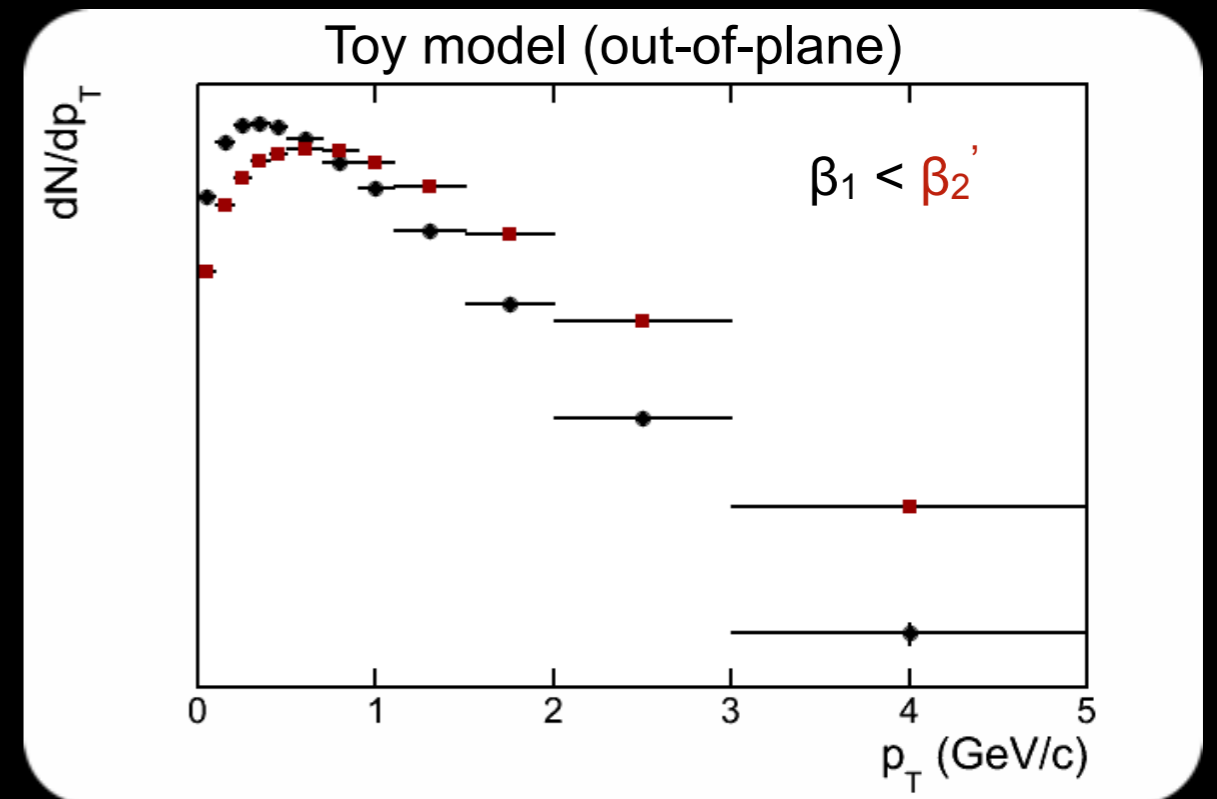 Toy model (out-of-plane)
dN/dp_T
β₁ < β₂'
0 1 2 3 4 5
p_T (GeV/c)